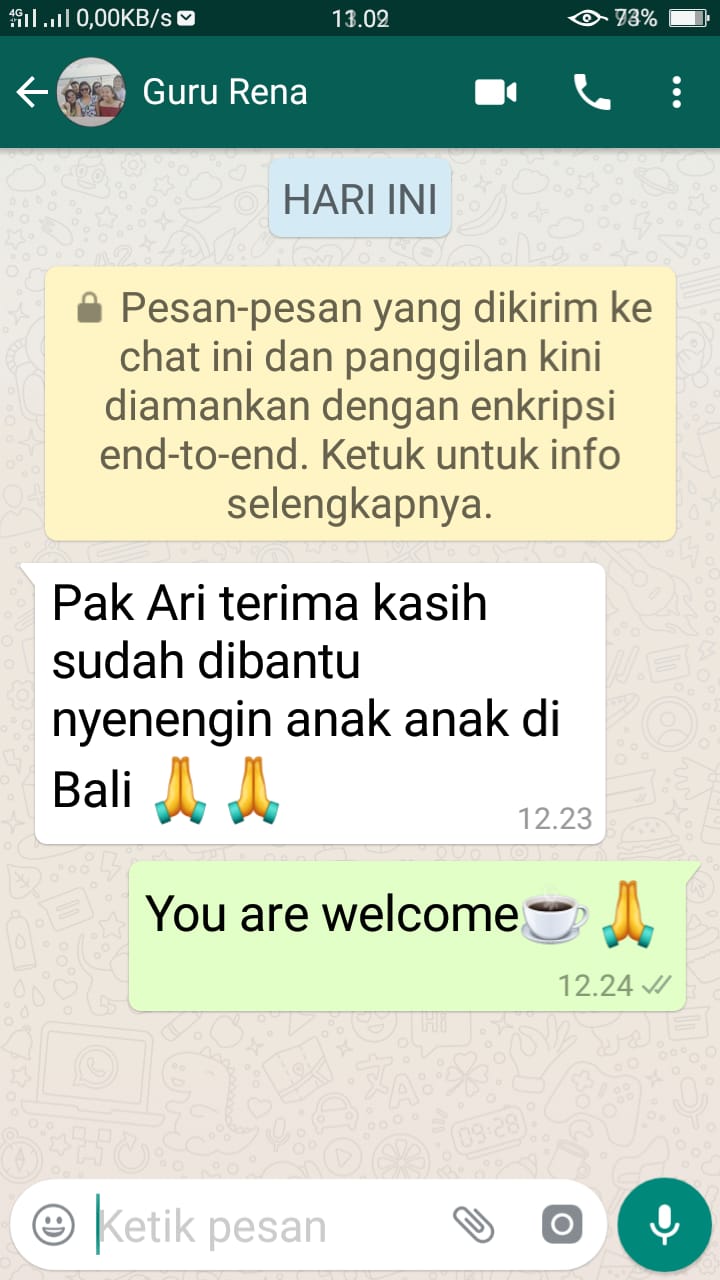 4G 0,00KB/s 13.02 %
Guru Rena
HARI INI
Pesan-pesan yang dikirim ke
chat ini dan panggilan kini
diamankan dengan enkripsi
end-to-end. Ketuk untuk info
selengkapnya.
Pak Ari terima kasih
sudah dibantu
nyenengin anak anak di
Bali 🙏 🙏
12.23
You are welcome☕ 🙏
12.24
Ketik pesan